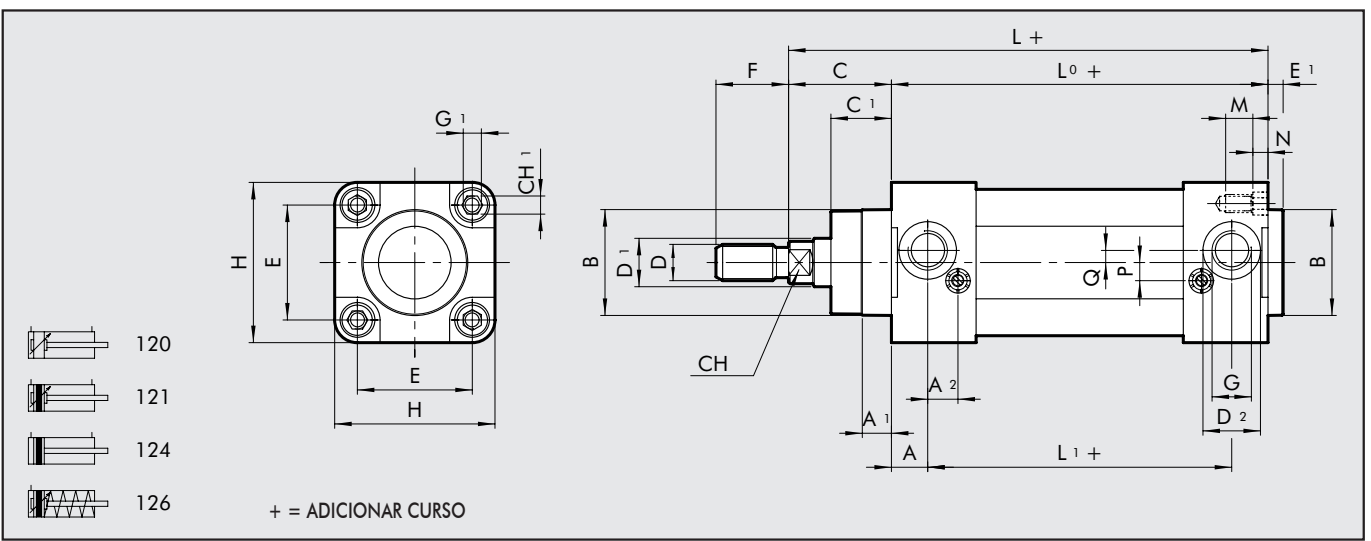 L +
F C L0 + E1
C1 M
N
G1
CH1
H E B D1 D Q P B
CH
E
H
A2 G
A1 D2
A L1 +
120
121
124
126
+ = ADICIONAR CURSO